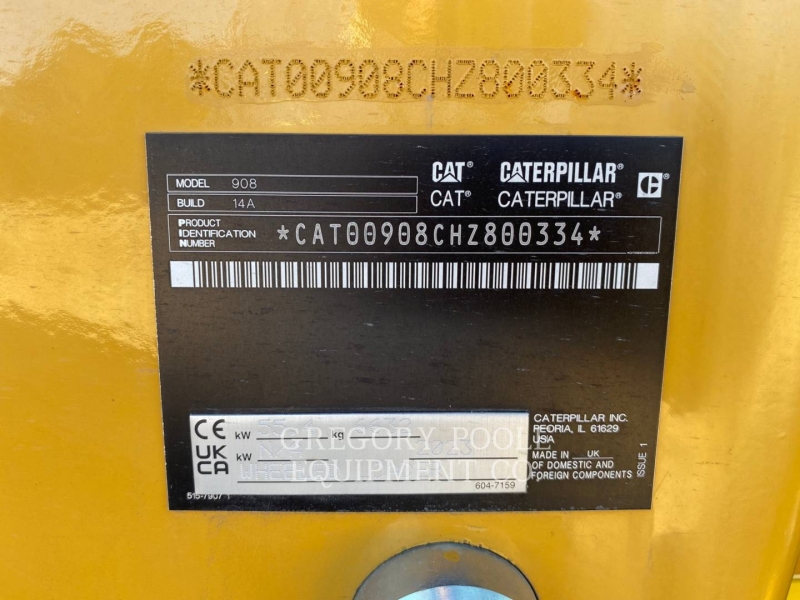 *CAT00908CHZ800334*
CAT® CATERPILLAR®
CAT® CATERPILLAR®
C
MODEL 908
BUILD 14A
PRODUCT
IDENTIFICATION
NUMBER
*CAT00908CHZ800334*
CE
UK
CA
kW kg
kW
GREGORY POOLE
EQUIPMENT CO
604-7159
515-7907 1
CATERPILLAR INC.
PEORIA, IL 61629
USA
MADE IN UK
OF DOMESTIC AND
FOREIGN COMPONENTS
ISSUE 1